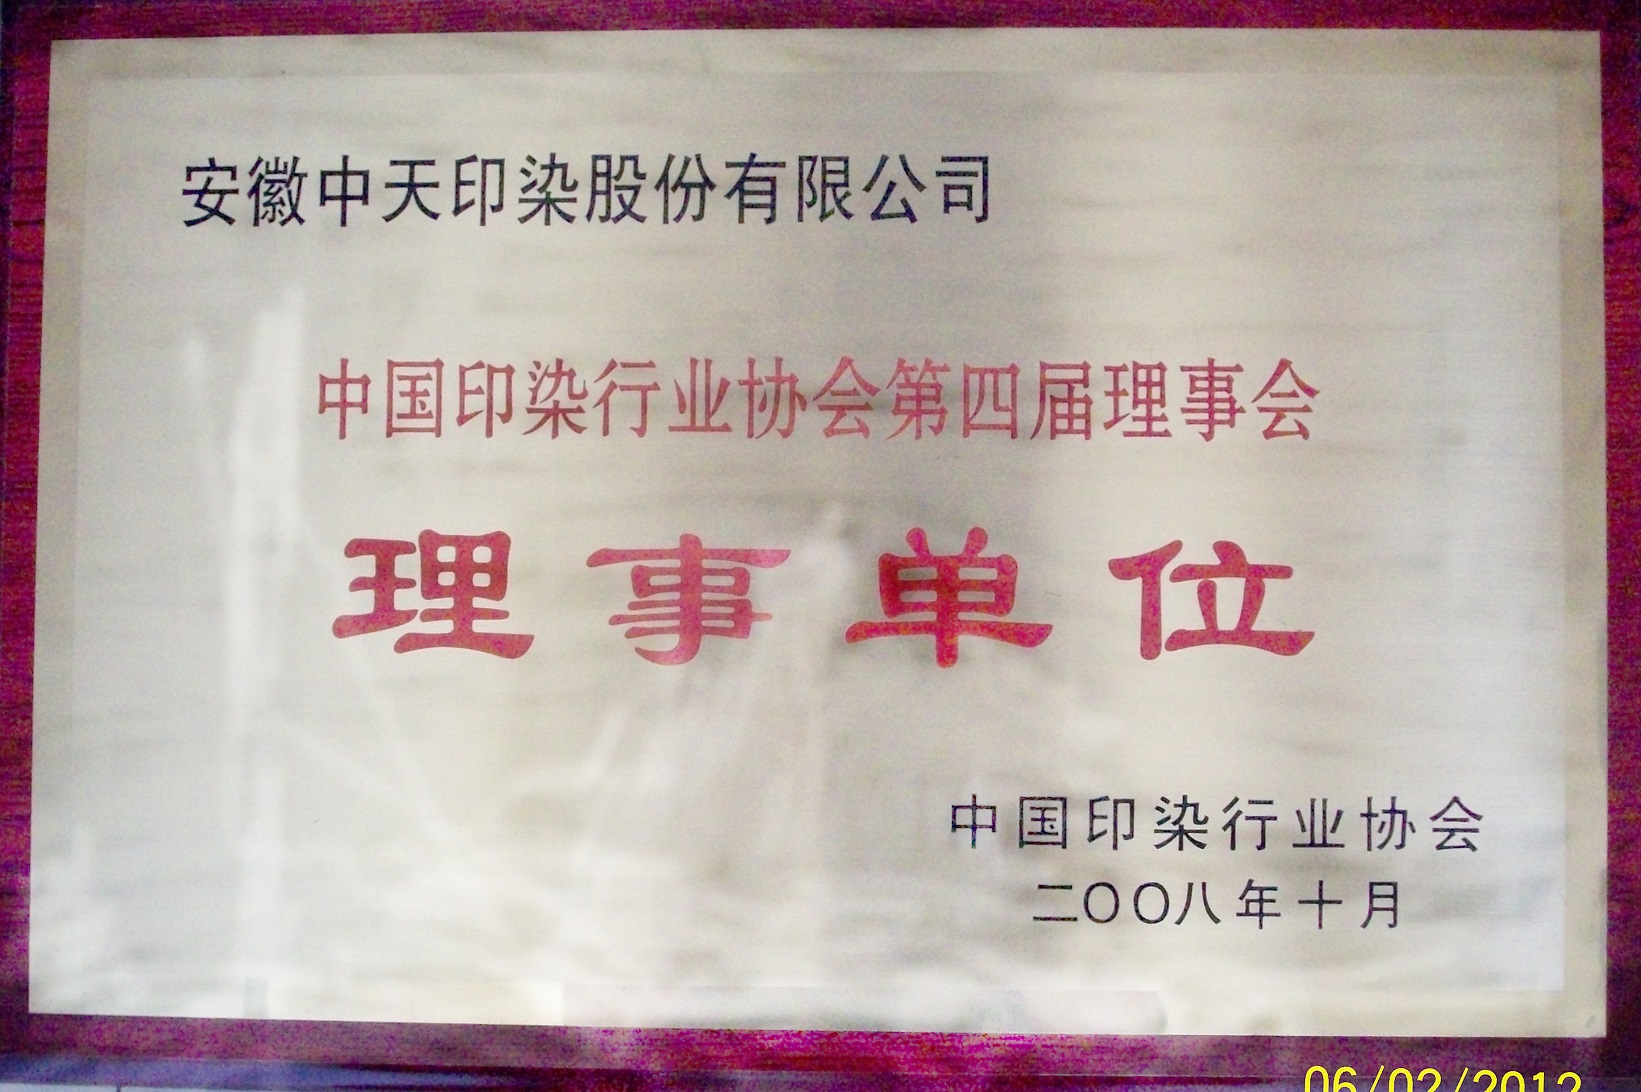 安徽中天印染股份有限公司
中国印染行业协会第四届理事会
理事单位
中国印染行业协会
二〇〇八年十月
06/02/2012